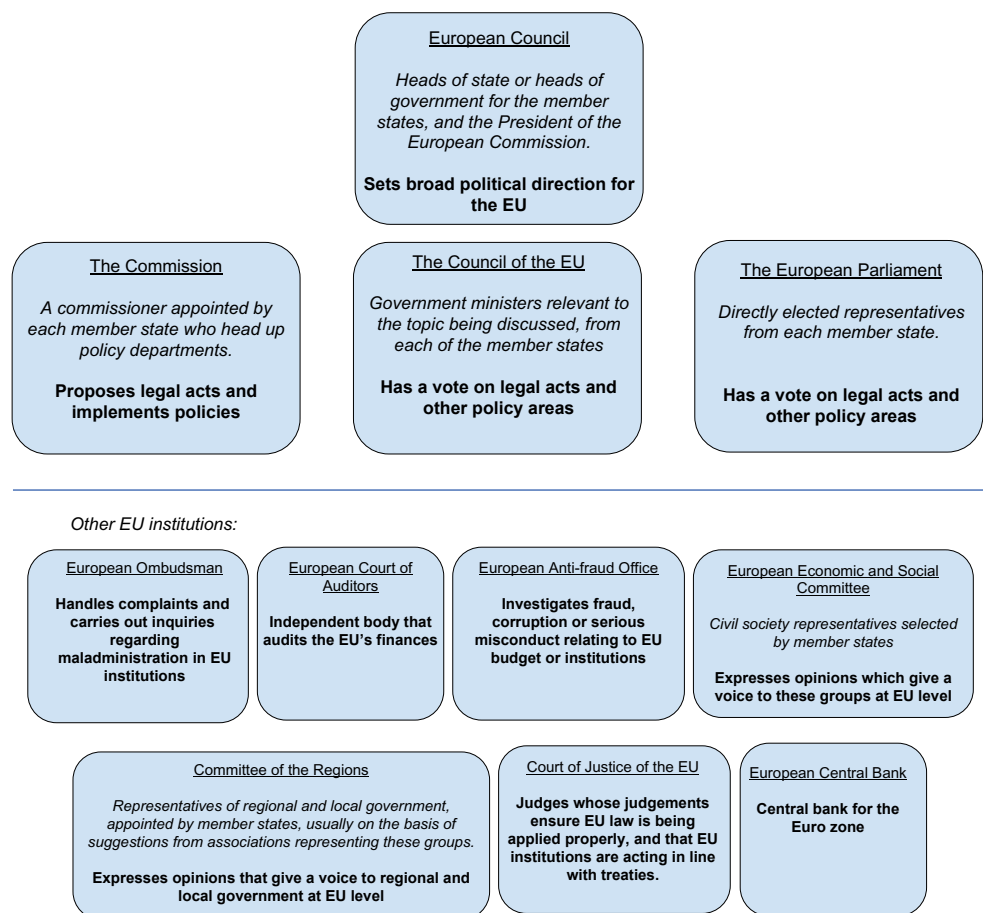 European Council
Heads of state or heads of
government for the member
states, and the President of the
European Commission.
Sets broad political direction for
the EU
The Commission
A commissioner appointed by
each member state who head up
policy departments.
Proposes legal acts and
implements policies
The Council of the EU
Government ministers relevant to
the topic being discussed, from
each of the member states
Has a vote on legal acts and
other policy areas
The European Parliament
Directly elected representatives
from each member state.
Has a vote on legal acts and
other policy areas
Other EU institutions:
European Ombudsman
Handles complaints and
carries out inquiries
regarding
maladministration in EU
institutions
European Court of
Auditors
Independent body that
audits the EU's finances
European Anti-fraud Office
Investigates fraud,
corruption or serious
misconduct relating to EU
budget or institutions
European Economic and Social
Committee
Civil society representatives selected
by member states
Expresses opinions which give a
voice to these groups at EU level
Committee of the Regions
Representatives of regional and local government,
appointed by member states, usually on the basis of
suggestions from associations representing these groups.
Expresses opinions that give a voice to regional and
local government at EU level
Court of Justice of the EU
Judges whose judgements
ensure EU law is being
applied properly, and that EU
institutions are acting in line
with treaties.
European Central Bank
Central bank for the
Euro zone